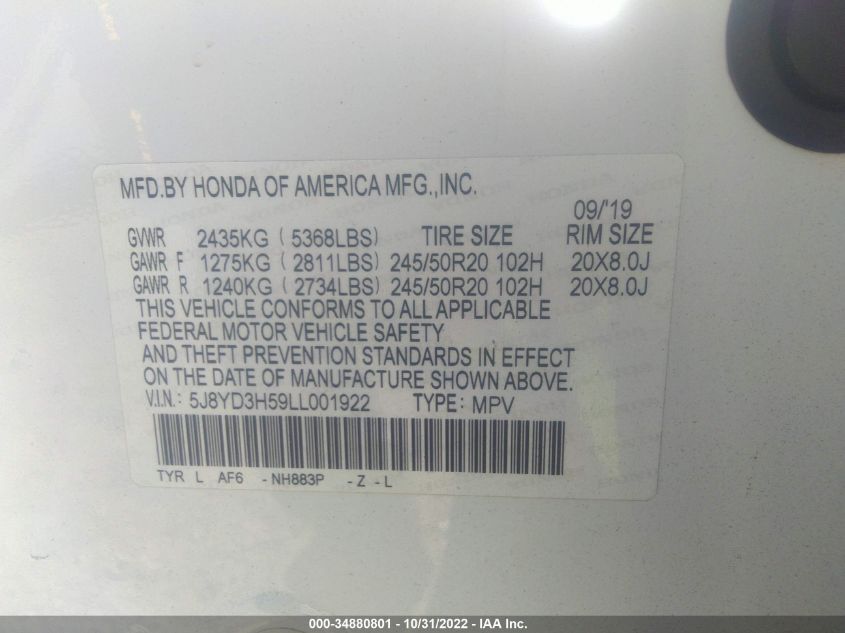 MFD.BY HONDA OF AMERICA MFG.,INC.
09/'19
GVWR 2435KG ( 5368LBS) TIRE SIZE RIM SIZE
GAWR F 1275KG ( 2811LBS) 245/50R20 102H 20X8.0J
GAWR R 1240KG ( 2734LBS) 245/50R20 102H 20X8.0J
THIS VEHICLE CONFORMS TO ALL APPLICABLE
FEDERAL MOTOR VEHICLE SAFETY
AND THEFT PREVENTION STANDARDS IN EFFECT
ON THE DATE OF MANUFACTURE SHOWN ABOVE.
V.I.N.: 5J8YD3H59LL001922 TYPE: MPV
TYR L AF6 -NH883P -Z -L
000-34880801 - 10/31/2022 - IAA Inc.